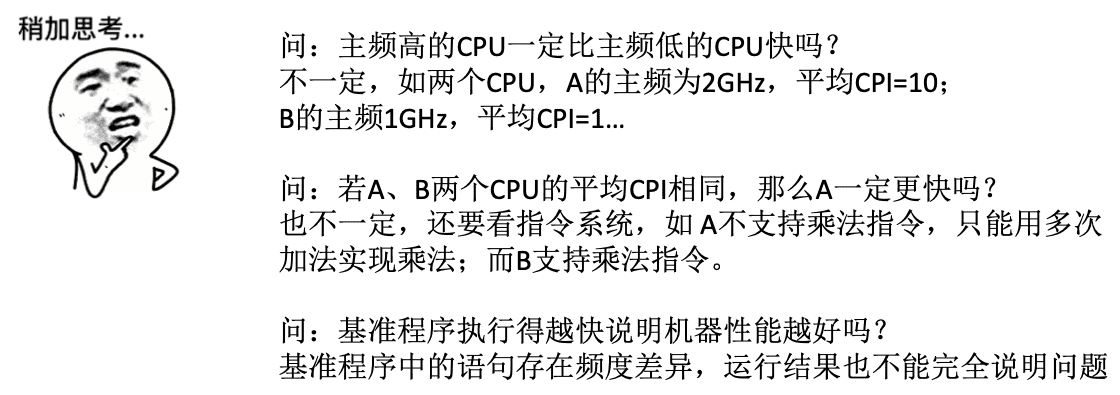 稍加思考...
问：主频高的CPU一定比主频低的CPU快吗？
不一定，如两个CPU，A的主频为2GHz，平均CPI=10；
B的主频1GHz，平均CPI=1…
问：若A、B两个CPU的平均CPI相同，那么A一定更快吗？
也不一定，还要看指令系统，如 A不支持乘法指令，只能用多次
加法实现乘法；而B支持乘法指令。
问：基准程序执行得越快说明机器性能越好吗？
基准程序中的语句存在频度差异，运行结果也不能完全说明问题